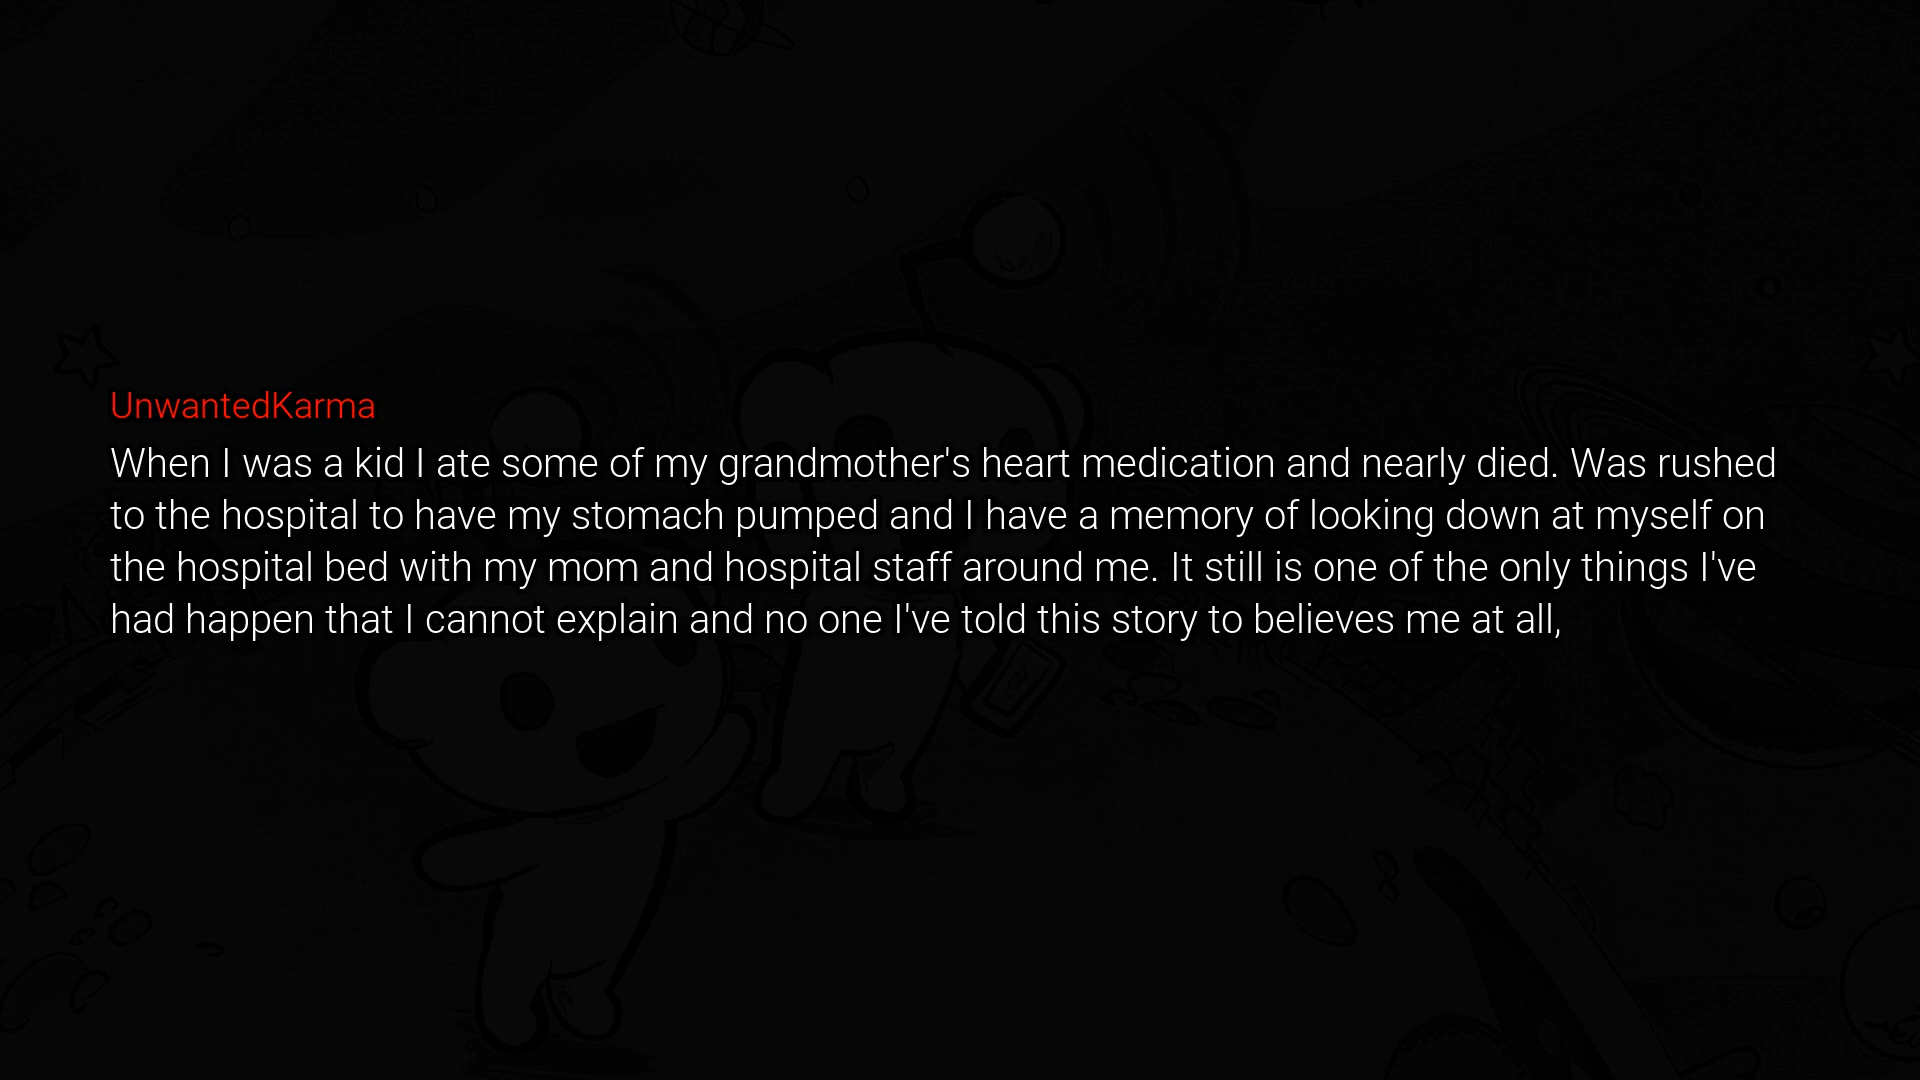 UnwantedKarma
When I was a kid I ate some of my grandmother's heart medication and nearly died. Was rushed
to the hospital to have my stomach pumped and I have a memory of looking down at myself on
the hospital bed with my mom and hospital staff around me. It still is one of the only things I've
had happen that I cannot explain and no one I've told this story to believes me at all,